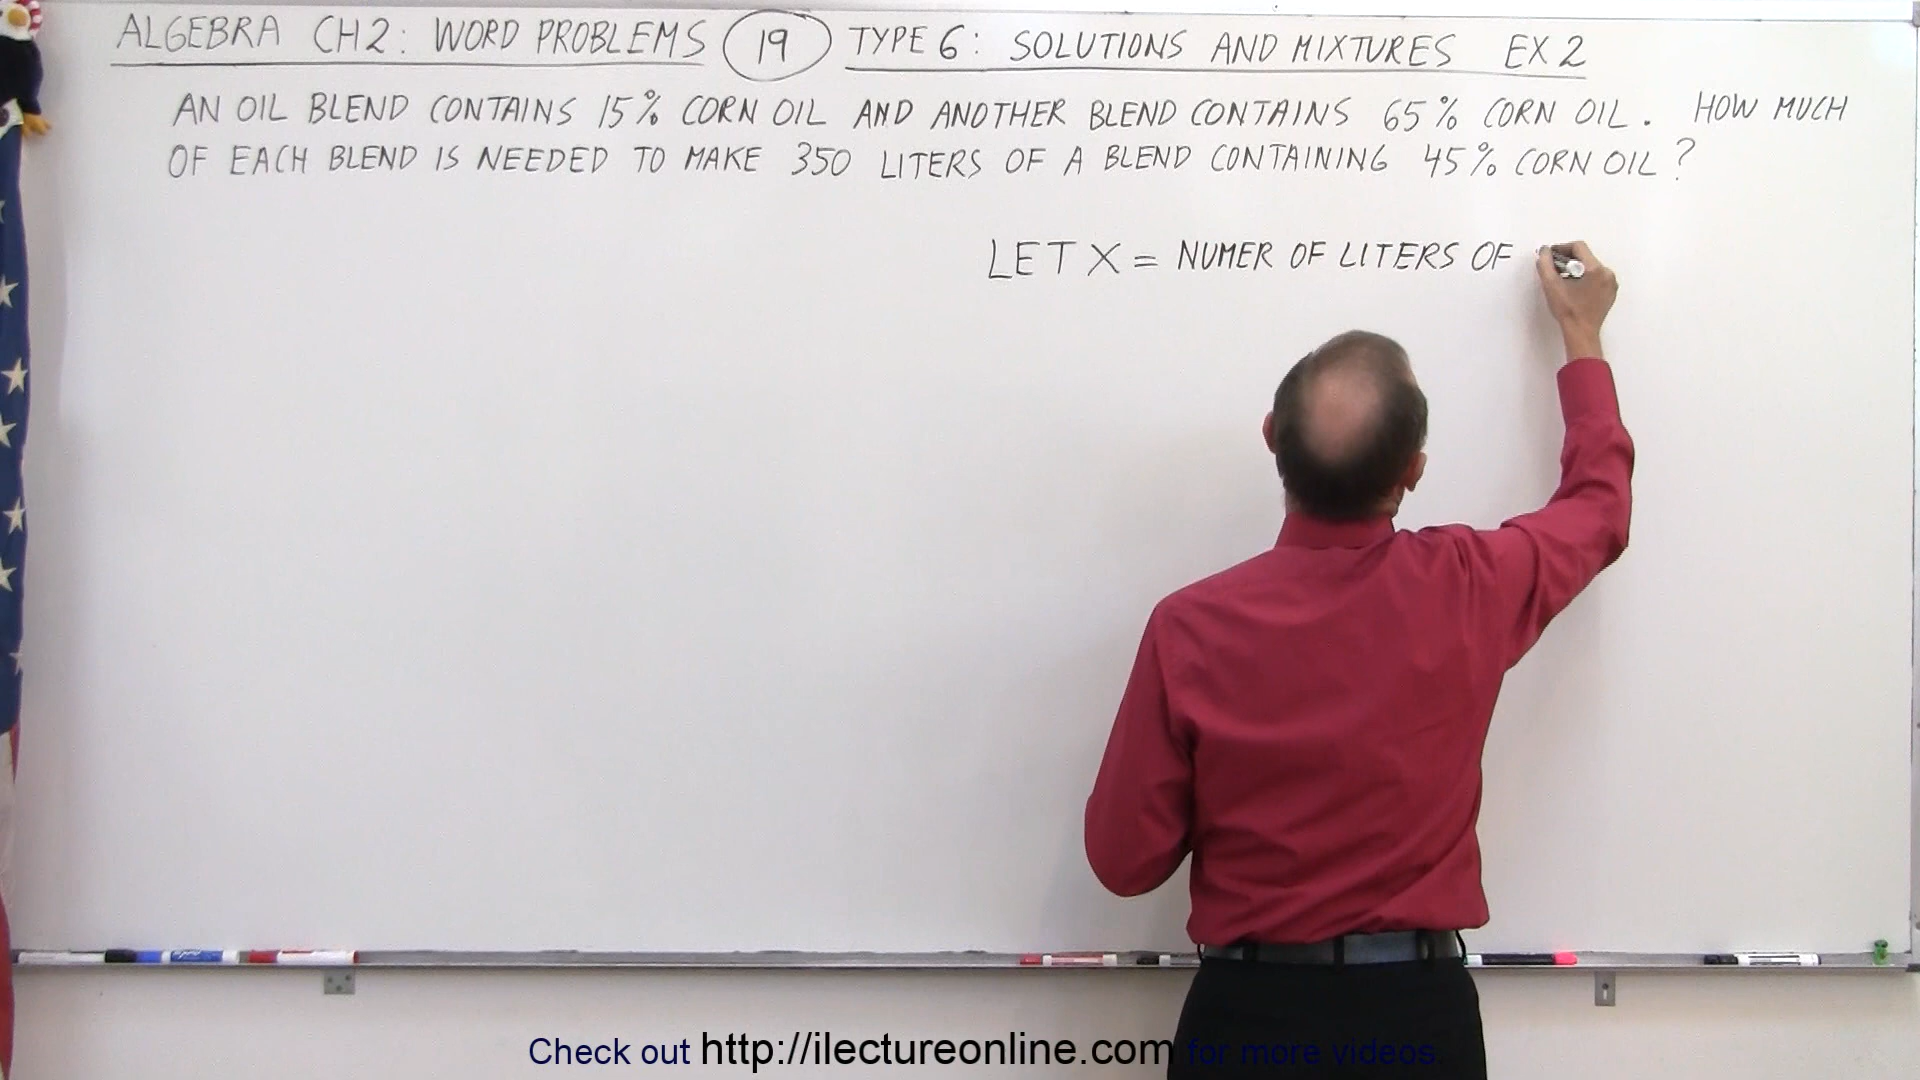 ALGEBRA CH2: WORD PROBLEMS 19 TYPE 6: SOLUTIONS AND MIXTURES EX 2
AN OIL BLEND CONTAINS 15% CORN OIL AND ANOTHER BLEND CONTAINS 65% CORN OIL. HOW MUCH
OF EACH BLEND IS NEEDED TO MAKE 350 LITERS OF A BLEND CONTAINING 45% CORN OIL?
LET X = NUMER OF LITERS OF
Check out http://ilectureonline.com for more videos.